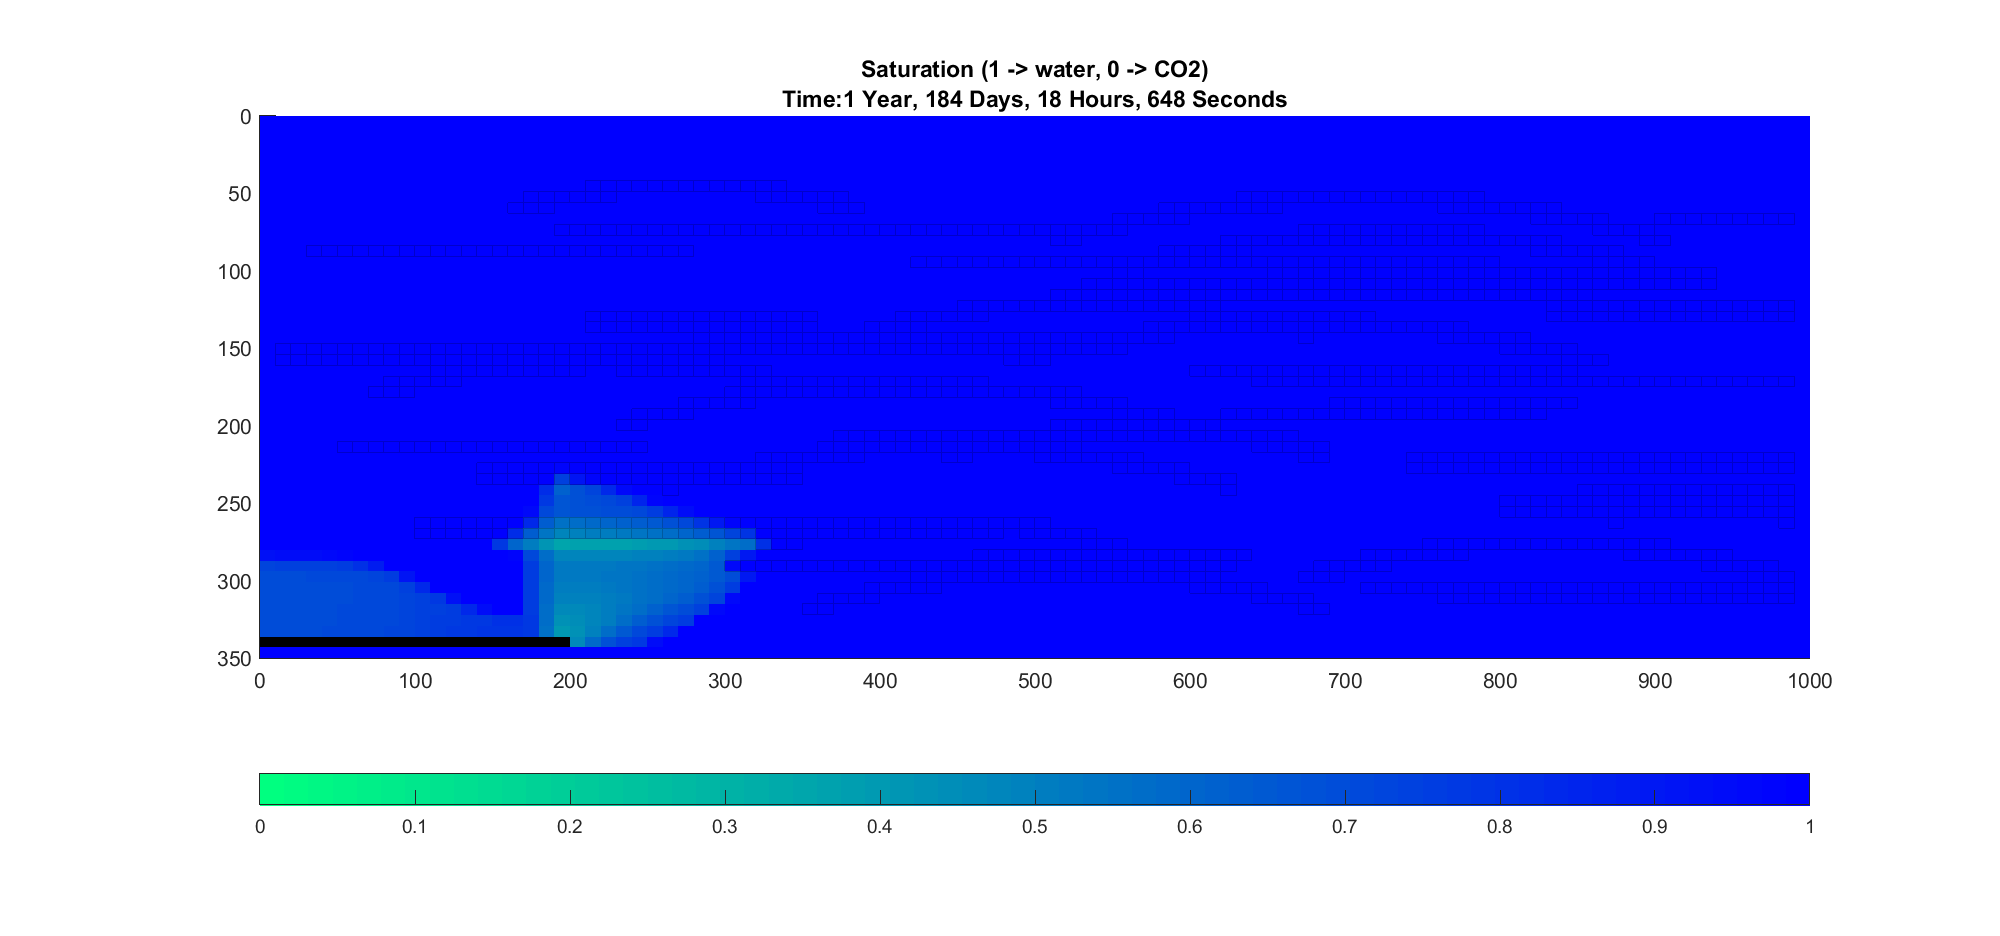 Saturation (1 -> water, 0 -> CO2)
Time:1 Year, 184 Days, 18 Hours, 648 Seconds
0
50
100
150
200
250
300
350
0 100 200 300 400 500 600 700 800 900 1000
0 0.1 0.2 0.3 0.4 0.5 0.6 0.7 0.8 0.9 1